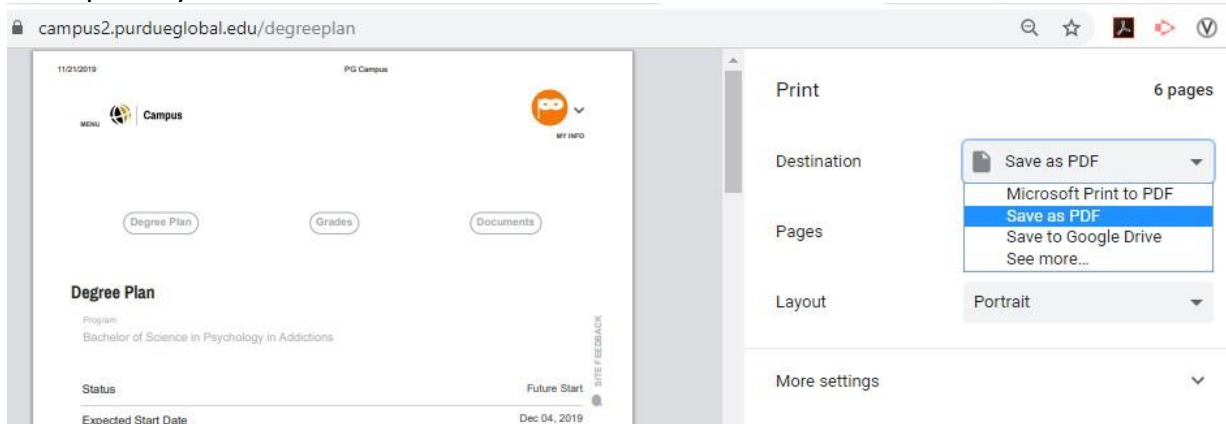 campus2.purdueglobal.edu/degreeplan
11/21/2019 PG Campus
MENU Campus
MY INFO
Degree Plan Grades Documents
Degree Plan
Program
Bachelor of Science in Psychology in Addictions
Status Future Start
Expected Start Date Dec 04, 2019
SITE FEEDBACK
Print 6 pages
Destination Save as PDF
Microsoft Print to PDF
Save as PDF
Save to Google Drive
See more...
Pages
Layout Portrait
More settings